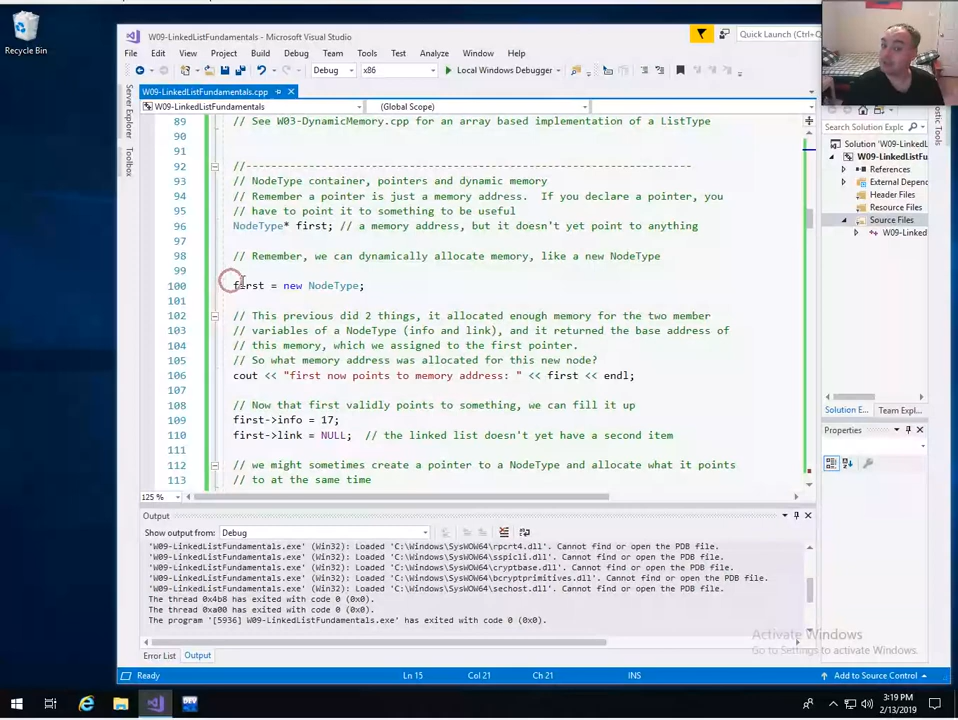 Recycle Bin
W09-LinkedListFundamentals - Microsoft Visual Studio
Quick Launch (Ctrl
File Edit View Project Build Debug Team Tools Test Analyze Window Help
Debug x86 Local Windows Debugger
W09-LinkedListFundamentals.cpp
W09-LinkedListFundamentals (Global Scope)
Server Explorer
Toolbox
89 // See W03-DynamicMemory.cpp for an array based implementation of a ListType
90
91
92 //------------------------------------------------------------------------------
93 // NodeType container, pointers and dynamic memory
94 // Remember a pointer is just a memory address.  If you declare a pointer, you
95 // have to point it to something to be useful
96 NodeType* first; // a memory address, but it doesn't yet point to anything
97
98 // Remember, we can dynamically allocate memory, like a new NodeType
99
100 first = new NodeType;
101
102 // This previous did 2 things, it allocated enough memory for the two member
103 // variables of a NodeType (info and link), and it returned the base address of
104 // this memory, which we assigned to the first pointer.
105 // So what memory address was allocated for this new node?
106 cout << "first now points to memory address: " << first << endl;
107
108 // Now that first validly points to something, we can fill it up
109 first->info = 17;
110 first->link = NULL;  // the linked list doesn't yet have a second item
111
112 // we might sometimes create a pointer to a NodeType and allocate what it points
113 // to at the same time
125 %
Output
Show output from: Debug
'W09-LinkedListFundamentals.exe' (Win32): Loaded 'C:\Windows\SysWOW64\rpcrt4.dll'. Cannot find or open the PDB file.
'W09-LinkedListFundamentals.exe' (Win32): Loaded 'C:\Windows\SysWOW64\sspicli.dll'. Cannot find or open the PDB file.
'W09-LinkedListFundamentals.exe' (Win32): Loaded 'C:\Windows\SysWOW64\cryptbase.dll'. Cannot find or open the PDB file.
'W09-LinkedListFundamentals.exe' (Win32): Loaded 'C:\Windows\SysWOW64\bcryptprimitives.dll'. Cannot find or open the PDB file.
'W09-LinkedListFundamentals.exe' (Win32): Loaded 'C:\Windows\SysWOW64\sechost.dll'. Cannot find or open the PDB file.
The thread 0x4b8 has exited with code 0 (0x0).
The thread 0xa00 has exited with code 0 (0x0).
The program '[5936] W09-LinkedListFundamentals.exe' has exited with code 0 (0x0).
Error List Output
Search Solution Explc
Solution 'W09-LinkedL
W09-LinkedListFu
References
External Depend
Header Files
Resource Files
Source Files
W09-Linked
Solution E... Team Expl...
Properties
Diagnostic Tools
Activate Windows
Go to Settings to activate Windows.
Ready Ln 15 Col 21 Ch 21 INS Add to Source Control
DEV
3:19 PM
2/13/2019